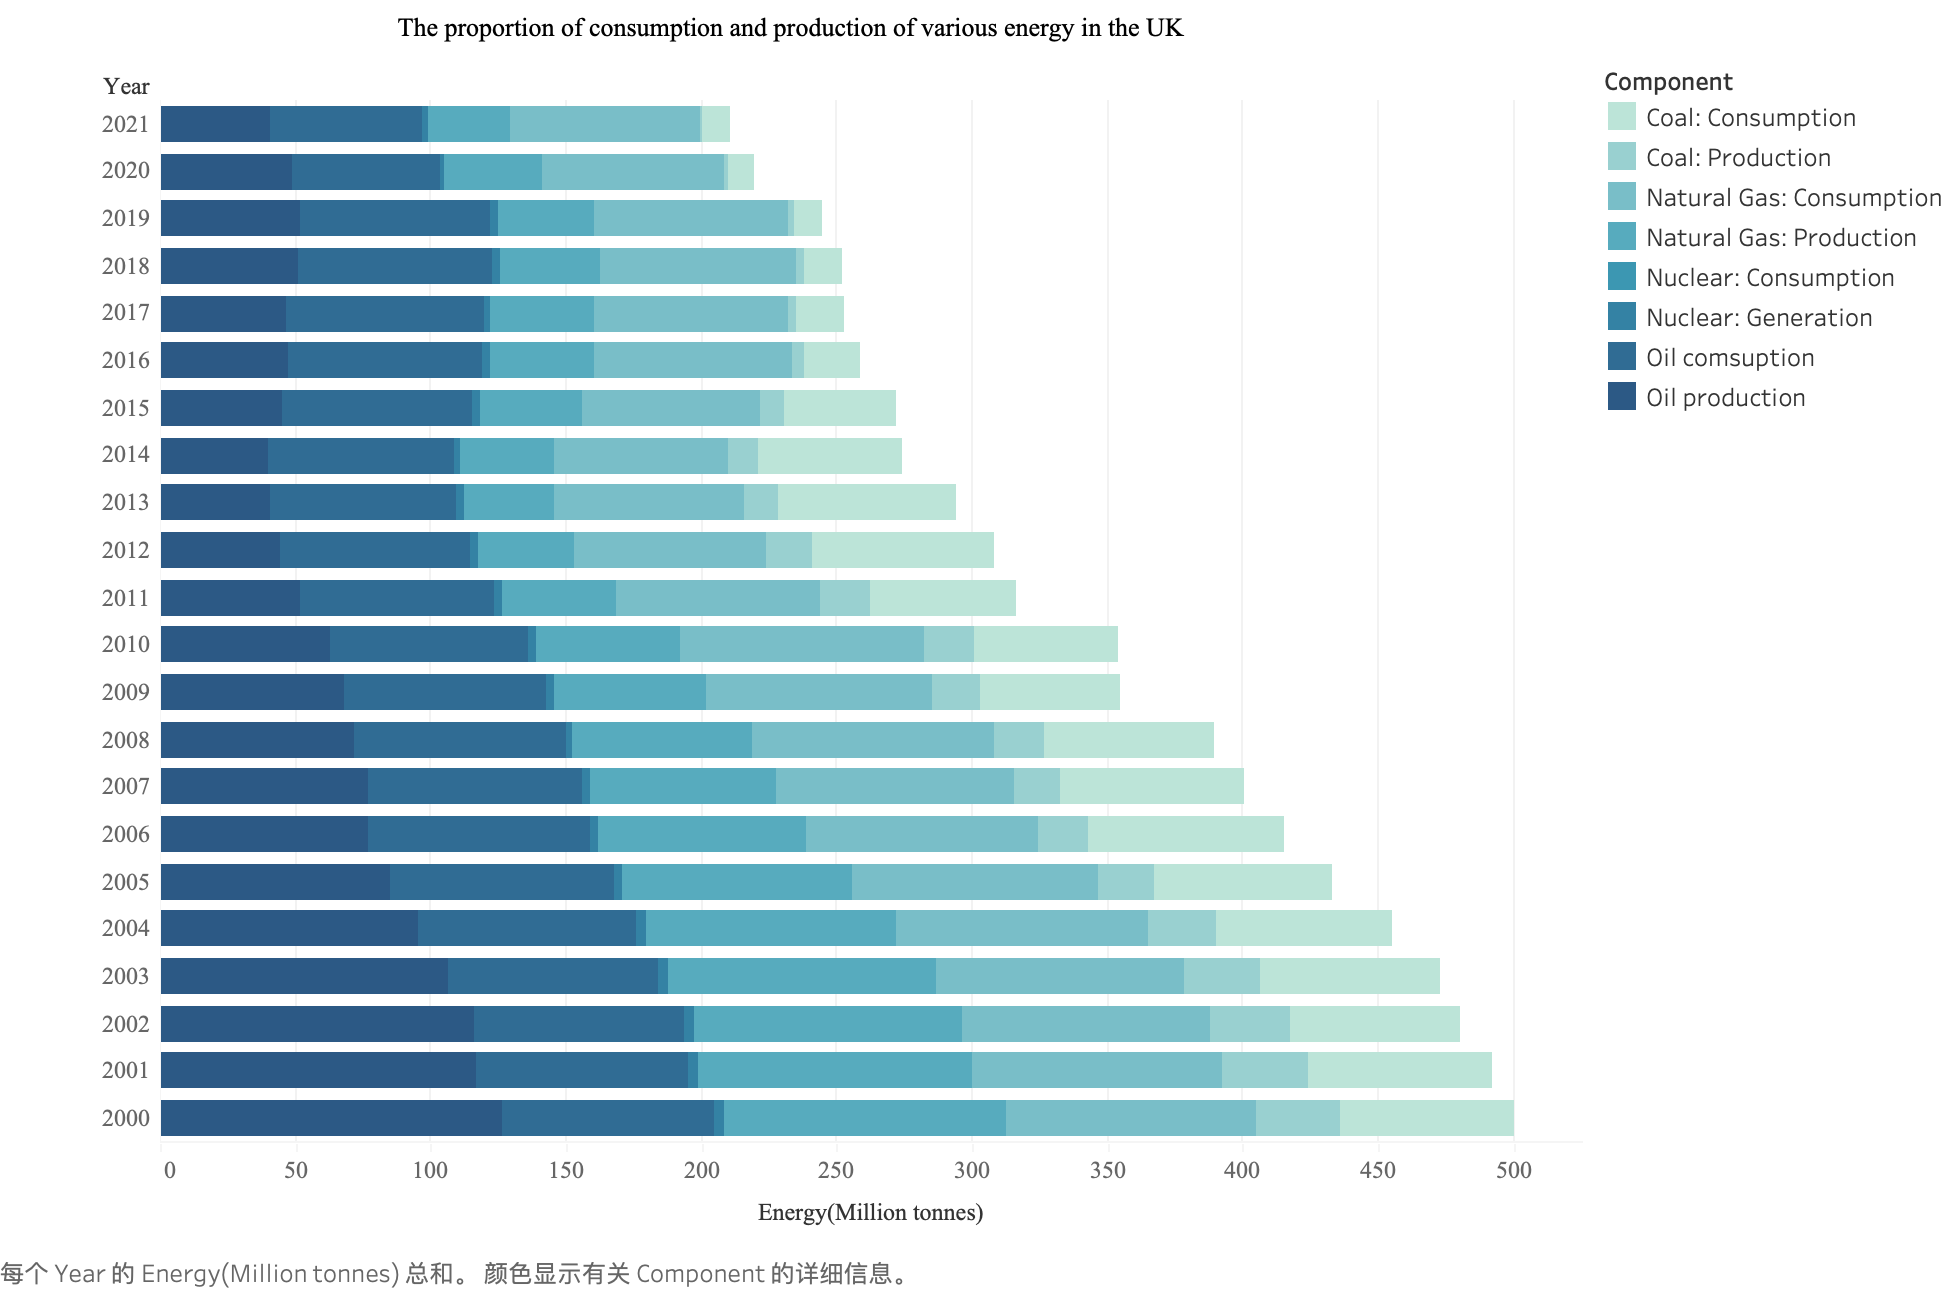 The proportion of consumption and production of various energy in the UK
Year
2021
2020
2019
2018
2017
2016
2015
2014
2013
2012
2011
2010
2009
2008
2007
2006
2005
2004
2003
2002
2001
2000
0 50 100 150 200 250 300 350 400 450 500
Energy(Million tonnes)
Component
Coal: Consumption
Coal: Production
Natural Gas: Consumption
Natural Gas: Production
Nuclear: Consumption
Nuclear: Generation
Oil comsuption
Oil production
每个 Year 的 Energy(Million tonnes) 总和。 颜色显示有关 Component 的详细信息。